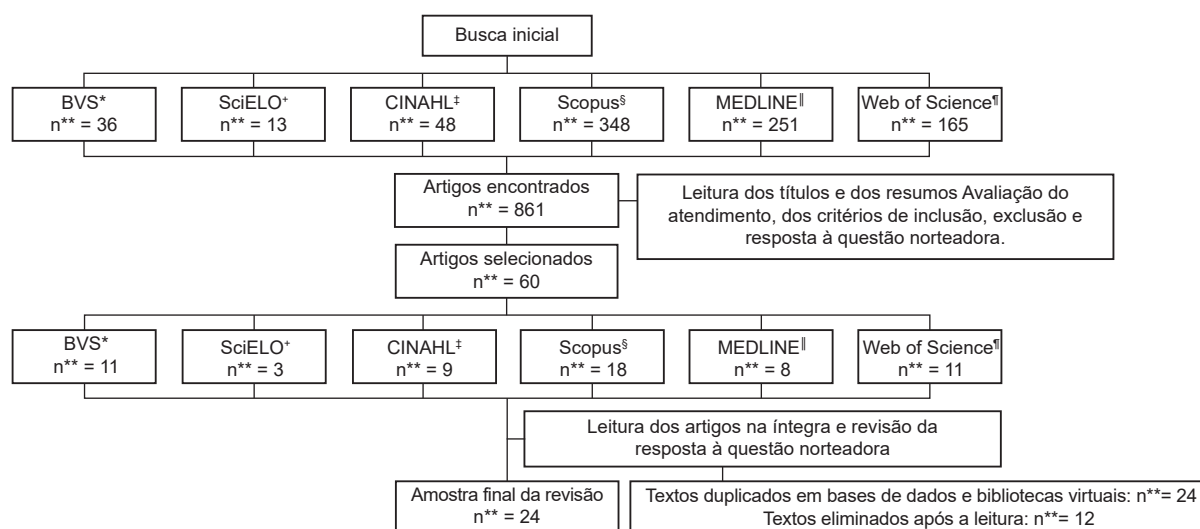 Busca inicial
BVS*
n** = 36
SciELO⁺
n** = 13
CINAHL‡
n** = 48
Scopus§
n** = 348
MEDLINE‖
n** = 251
Web of Science¶
n** = 165
Artigos encontrados
n** = 861
Leitura dos títulos e dos resumos Avaliação do
atendimento, dos critérios de inclusão, exclusão e
resposta à questão norteadora.
Artigos selecionados
n** = 60
BVS*
n** = 11
SciELO⁺
n** = 3
CINAHL‡
n** = 9
Scopus§
n** = 18
MEDLINE‖
n** = 8
Web of Science¶
n** = 11
Leitura dos artigos na íntegra e revisão da
resposta à questão norteadora
Amostra final da revisão
n** = 24
Textos duplicados em bases de dados e bibliotecas virtuais: n**= 24
Textos eliminados após a leitura: n**= 12